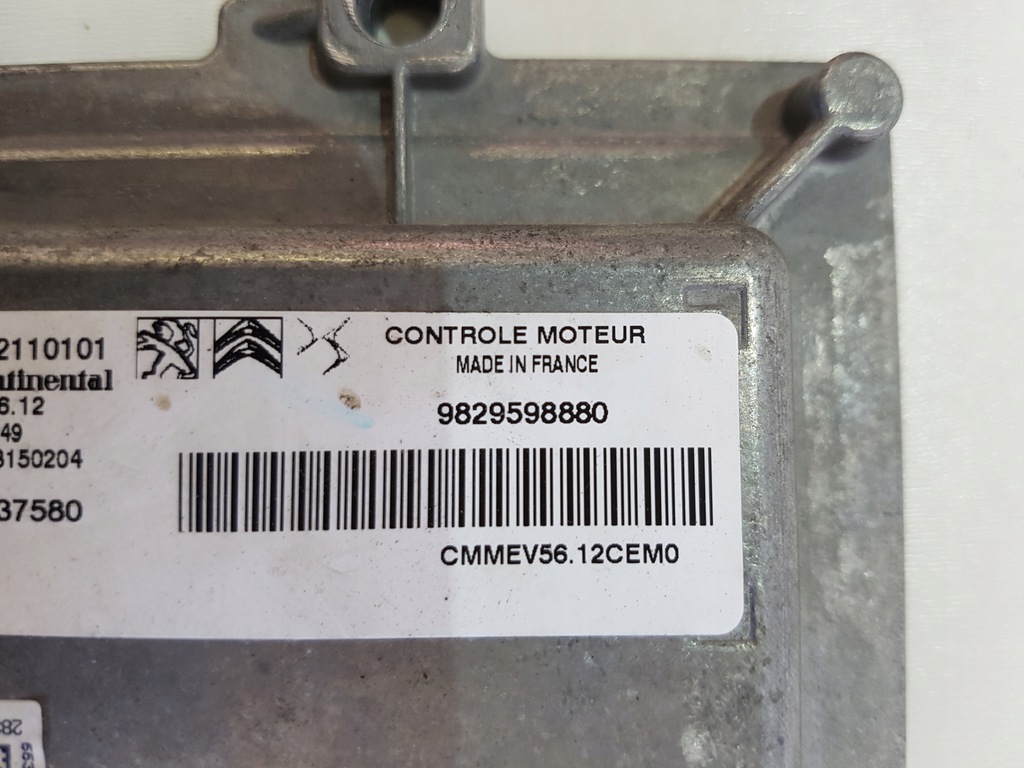 2110101
CONTROLE MOTEUR
MADE IN FRANCE
ntinental
6.12
9829598880
49
3150204
37580
CMMEV56.12CEM0